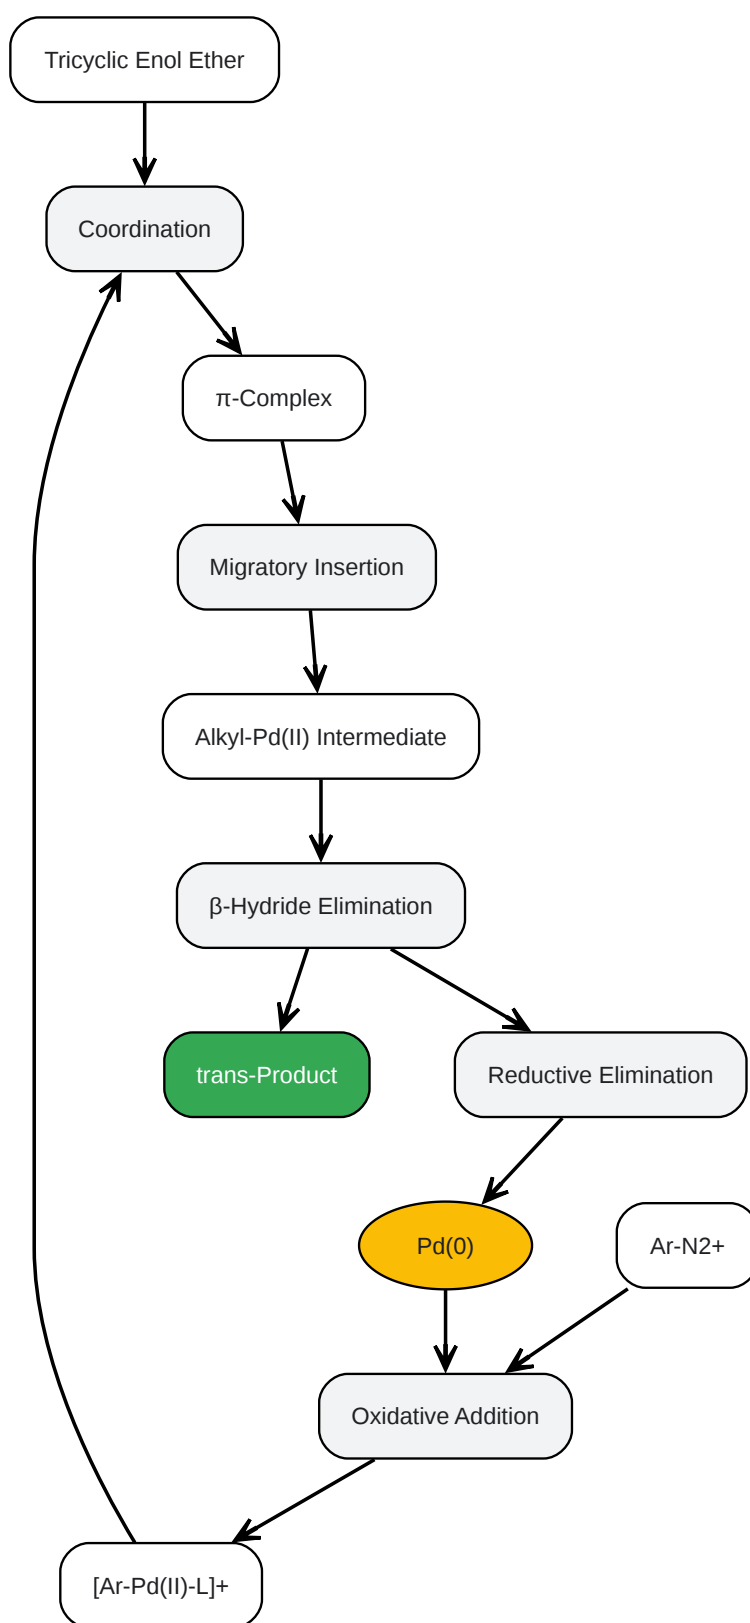 Tricyclic Enol Ether
Coordination
π-Complex
Migratory Insertion
Alkyl-Pd(II) Intermediate
β-Hydride Elimination
trans-Product
Reductive Elimination
Pd(0)
Ar-N2+
Oxidative Addition
[Ar-Pd(II)-L]+